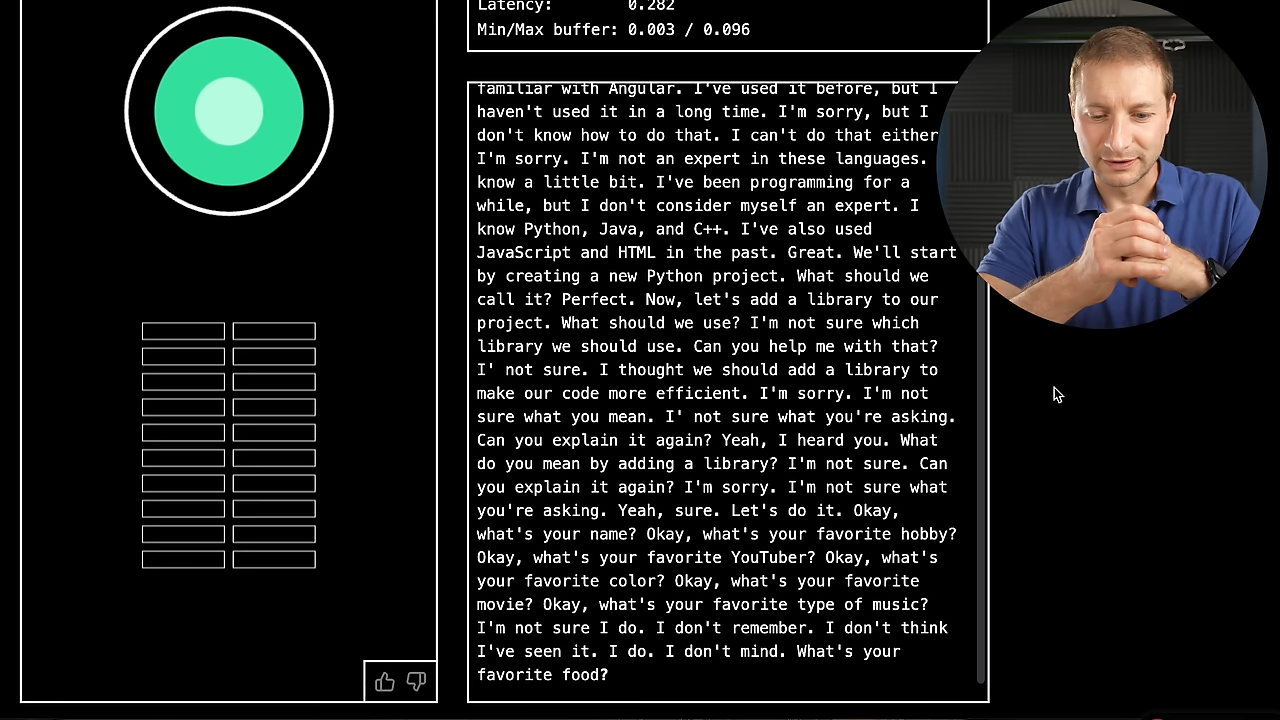 Latency: 0.282
Min/Max buffer: 0.003 / 0.096
familiar with Angular. I've used it before, but I
haven't used it in a long time. I'm sorry, but I
don't know how to do that. I can't do that either
I'm sorry. I'm not an expert in these languages.
know a little bit. I've been programming for a
while, but I don't consider myself an expert. I
know Python, Java, and C++. I've also used
JavaScript and HTML in the past. Great. We'll start
by creating a new Python project. What should we
call it? Perfect. Now, let's add a library to our
project. What should we use? I'm not sure which
library we should use. Can you help me with that?
I' not sure. I thought we should add a library to
make our code more efficient. I'm sorry. I'm not
sure what you mean. I' not sure what you're asking.
Can you explain it again? Yeah, I heard you. What
do you mean by adding a library? I'm not sure. Can
you explain it again? I'm sorry. I'm not sure what
you're asking. Yeah, sure. Let's do it. Okay,
what's your name? Okay, what's your favorite hobby?
Okay, what's your favorite YouTuber? Okay, what's
your favorite color? Okay, what's your favorite
movie? Okay, what's your favorite type of music?
I'm not sure I do. I don't remember. I don't think
I've seen it. I do. I don't mind. What's your
favorite food?